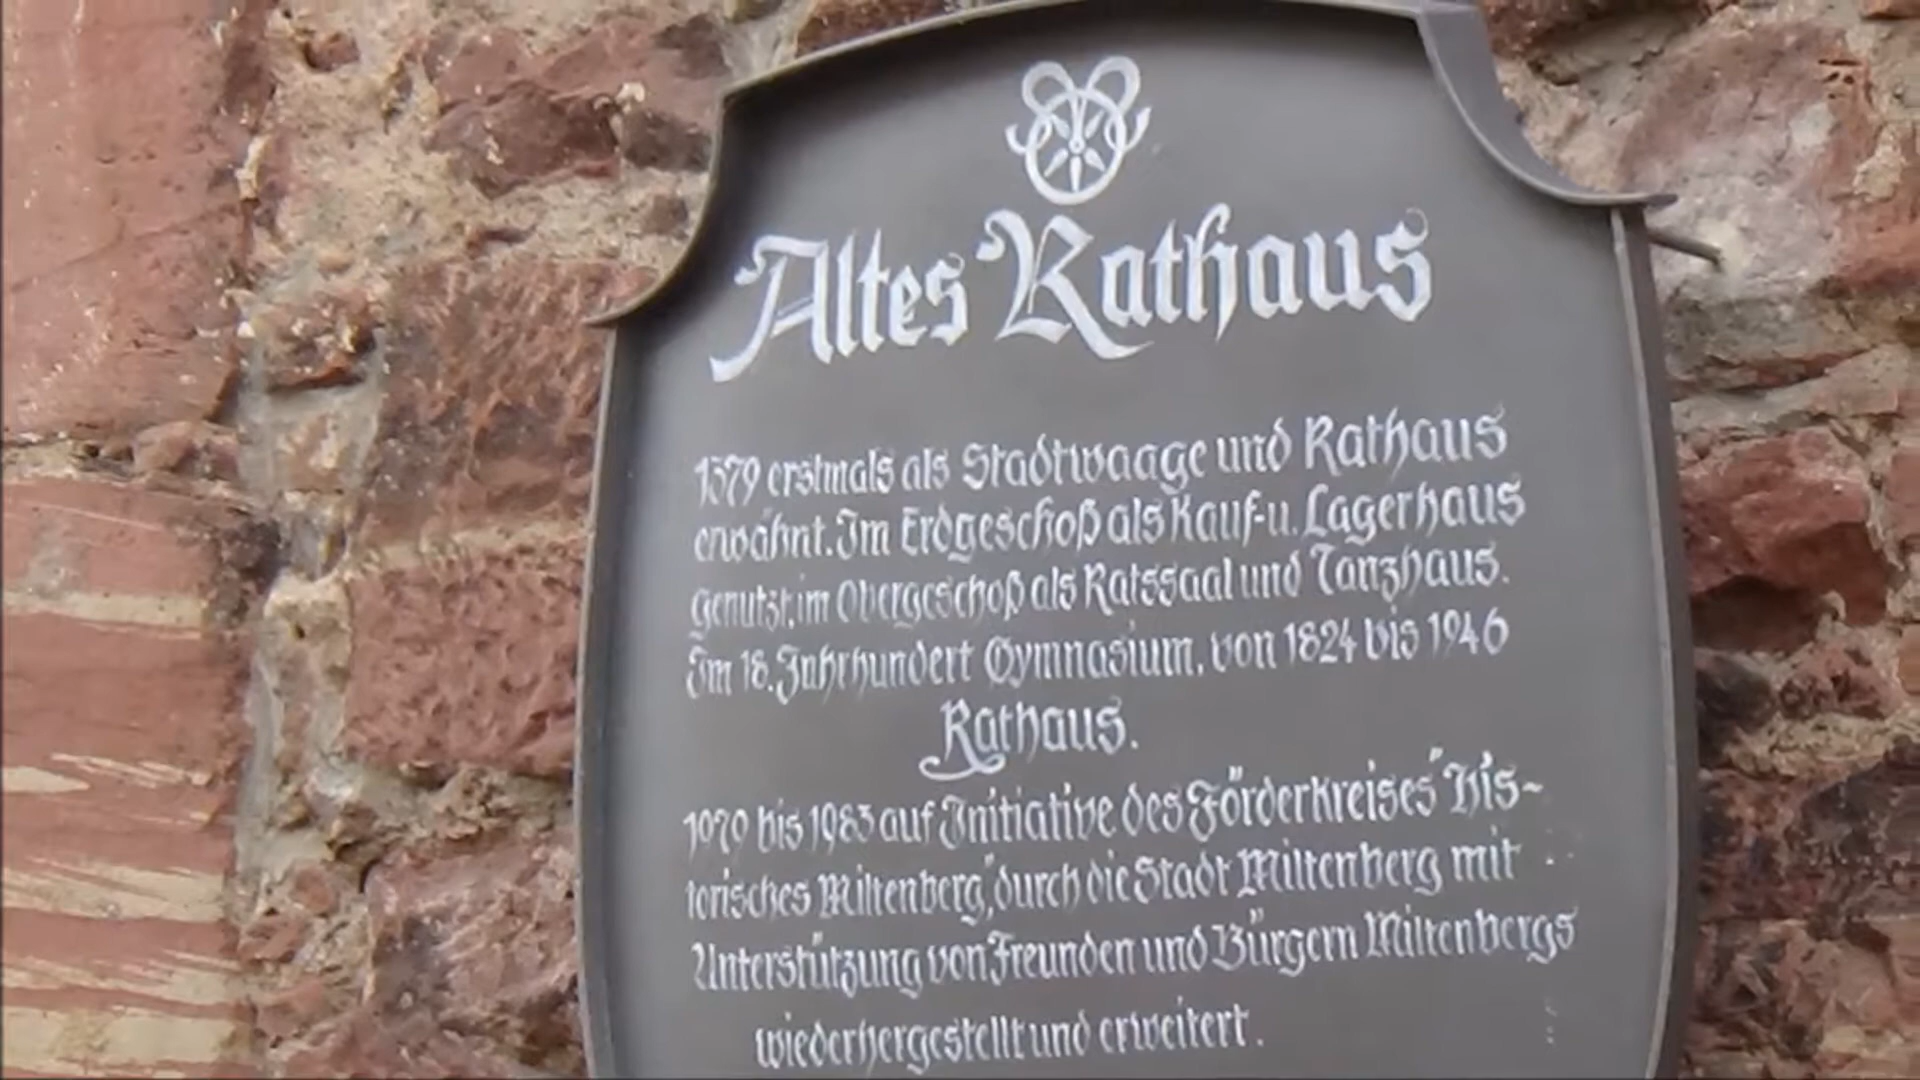 Altes Rathaus
1379 erstmals als Stadtwaage und Rathaus
erwähnt. Im Erdgeschoß als Kauf- u. Lagerhaus
genutzt, im Obergeschoß als Ratssaal und Tanzhaus.
Im 18. Jahrhundert Gymnasium, von 1824 bis 1946
Rathaus.
1979 bis 1983 auf Initiative des Förderkreises "His-
torisches Miltenberg", durch die Stadt Miltenberg mit
Unterstützung von Freunden und Bürgern Miltenbergs
wiederhergestellt und erweitert.